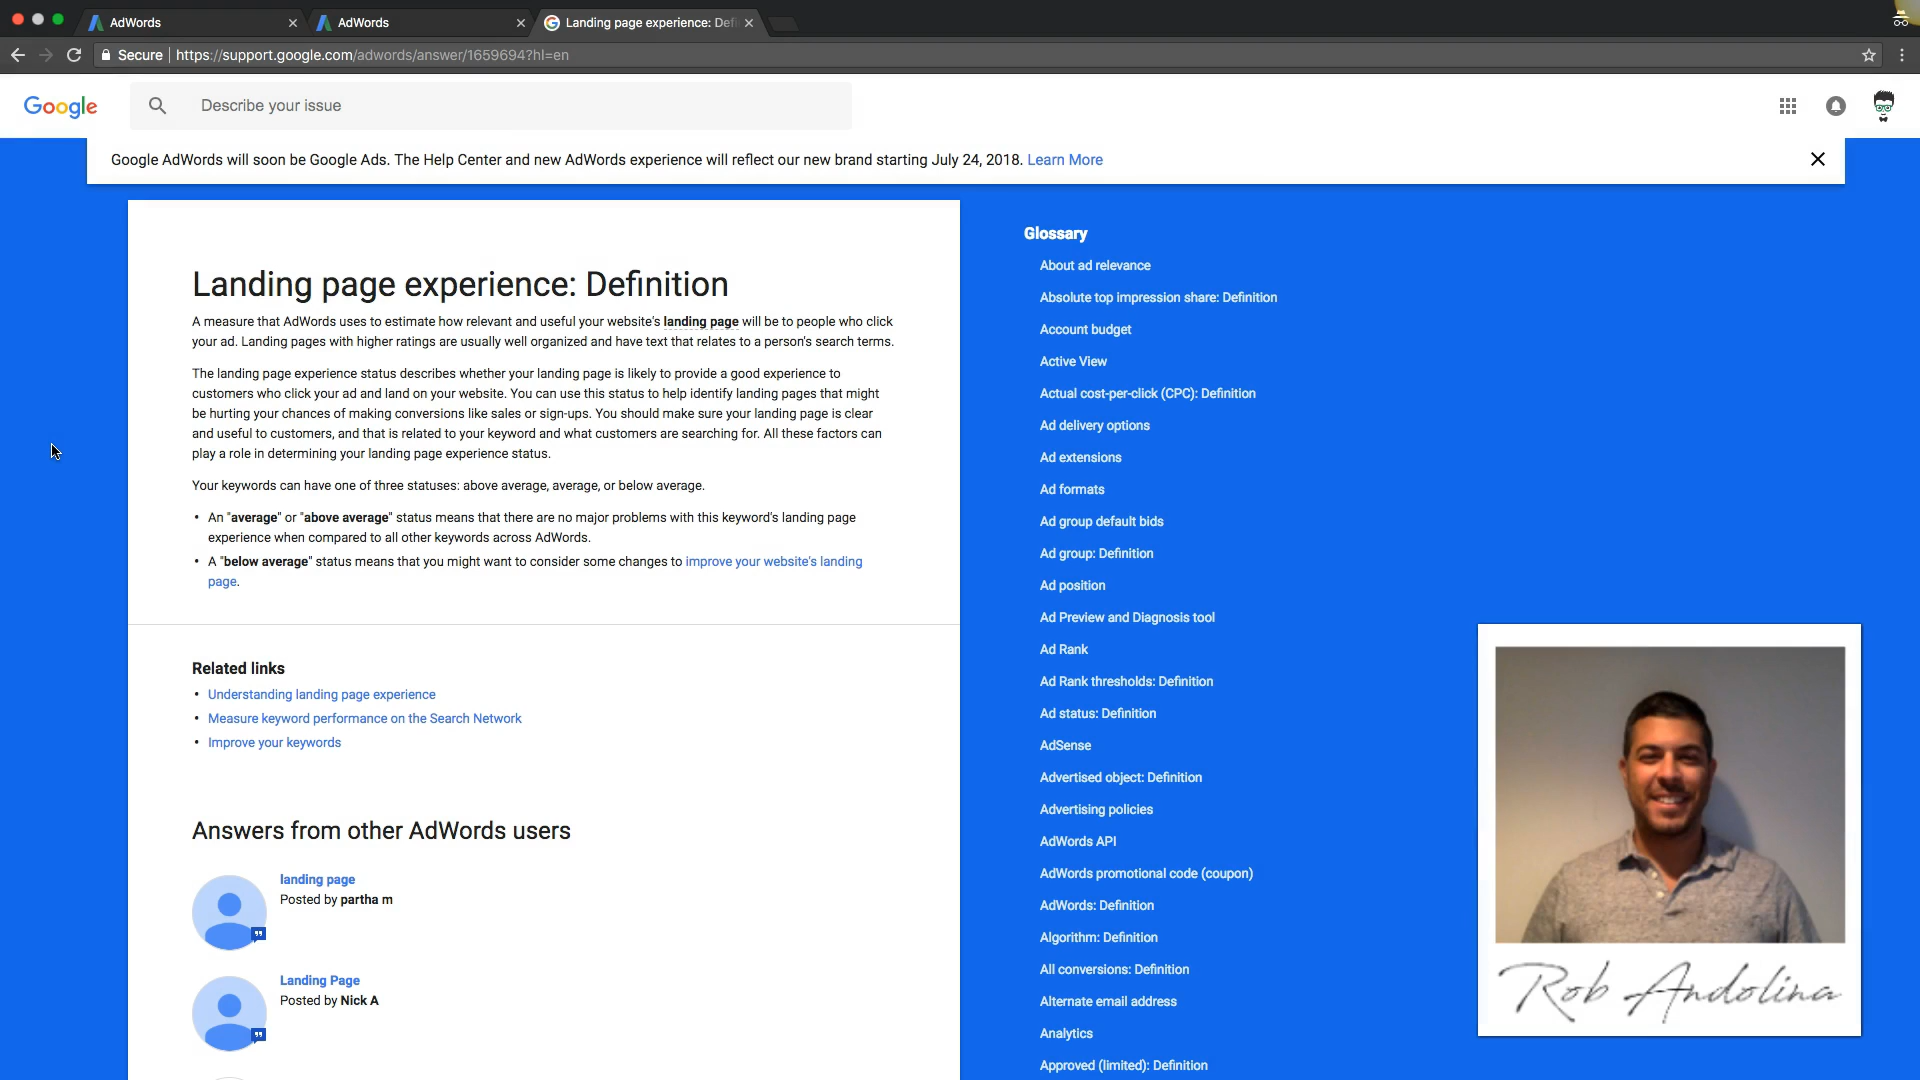 AdWords
AdWords
Landing page experience: Defi
Secure
https://support.google.com/adwords/answer/1659694?hl=en
Google
Describe your issue
Google AdWords will soon be Google Ads. The Help Center and new AdWords experience will reflect our new brand starting July 24, 2018. Learn More
Landing page experience: Definition
A measure that AdWords uses to estimate how relevant and useful your website's landing page will be to people who click
your ad. Landing pages with higher ratings are usually well organized and have text that relates to a person's search terms.
The landing page experience status describes whether your landing page is likely to provide a good experience to
customers who click your ad and land on your website. You can use this status to help identify landing pages that might
be hurting your chances of making conversions like sales or sign-ups. You should make sure your landing page is clear
and useful to customers, and that is related to your keyword and what customers are searching for. All these factors can
play a role in determining your landing page experience status.
Your keywords can have one of three statuses: above average, average, or below average.
• An "average" or "above average" status means that there are no major problems with this keyword's landing page
experience when compared to all other keywords across AdWords.
• A "below average" status means that you might want to consider some changes to improve your website's landing
page.
Related links
• Understanding landing page experience
• Measure keyword performance on the Search Network
• Improve your keywords
Answers from other AdWords users
landing page
Posted by partha m
Landing Page
Posted by Nick A
Glossary
About ad relevance
Absolute top impression share: Definition
Account budget
Active View
Actual cost-per-click (CPC): Definition
Ad delivery options
Ad extensions
Ad formats
Ad group default bids
Ad group: Definition
Ad position
Ad Preview and Diagnosis tool
Ad Rank
Ad Rank thresholds: Definition
Ad status: Definition
AdSense
Advertised object: Definition
Advertising policies
AdWords API
AdWords promotional code (coupon)
AdWords: Definition
Algorithm: Definition
All conversions: Definition
Alternate email address
Analytics
Approved (limited): Definition
Rob Andolina